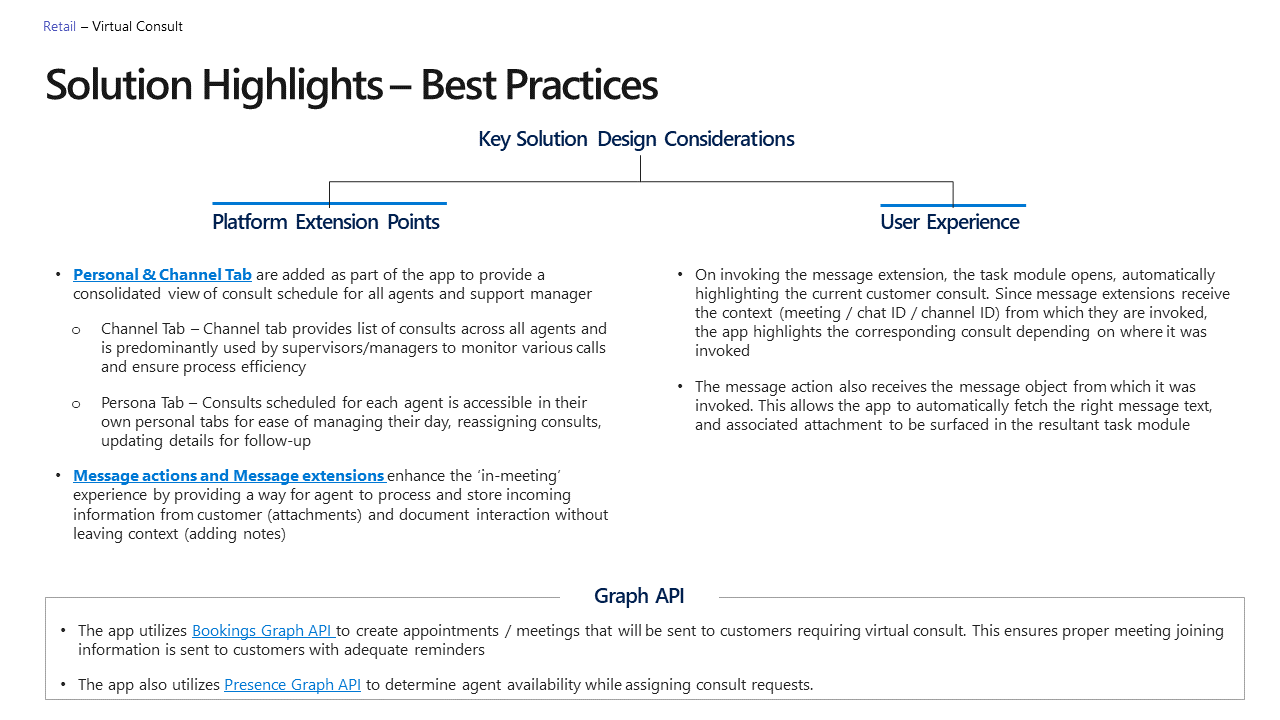 Retail – Virtual Consult
Solution Highlights – Best Practices
Key Solution Design Considerations
Platform Extension Points
• Personal & Channel Tab are added as part of the app to provide a
consolidated view of consult schedule for all agents and support manager
o Channel Tab – Channel tab provides list of consults across all agents and
is predominantly used by supervisors/managers to monitor various calls
and ensure process efficiency
o Persona Tab – Consults scheduled for each agent is accessible in their
own personal tabs for ease of managing their day, reassigning consults,
updating details for follow-up
• Message actions and Message extensions enhance the ‘in-meeting’
experience by providing a way for agent to process and store incoming
information from customer (attachments) and document interaction without
leaving context (adding notes)
User Experience
• On invoking the message extension, the task module opens, automatically
highlighting the current customer consult. Since message extensions receive
the context (meeting / chat ID / channel ID) from which they are invoked,
the app highlights the corresponding consult depending on where it was
invoked
• The message action also receives the message object from which it was
invoked. This allows the app to automatically fetch the right message text,
and associated attachment to be surfaced in the resultant task module
Graph API
• The app utilizes Bookings Graph API to create appointments / meetings that will be sent to customers requiring virtual consult. This ensures proper meeting joining
information is sent to customers with adequate reminders
• The app also utilizes Presence Graph API to determine agent availability while assigning consult requests.